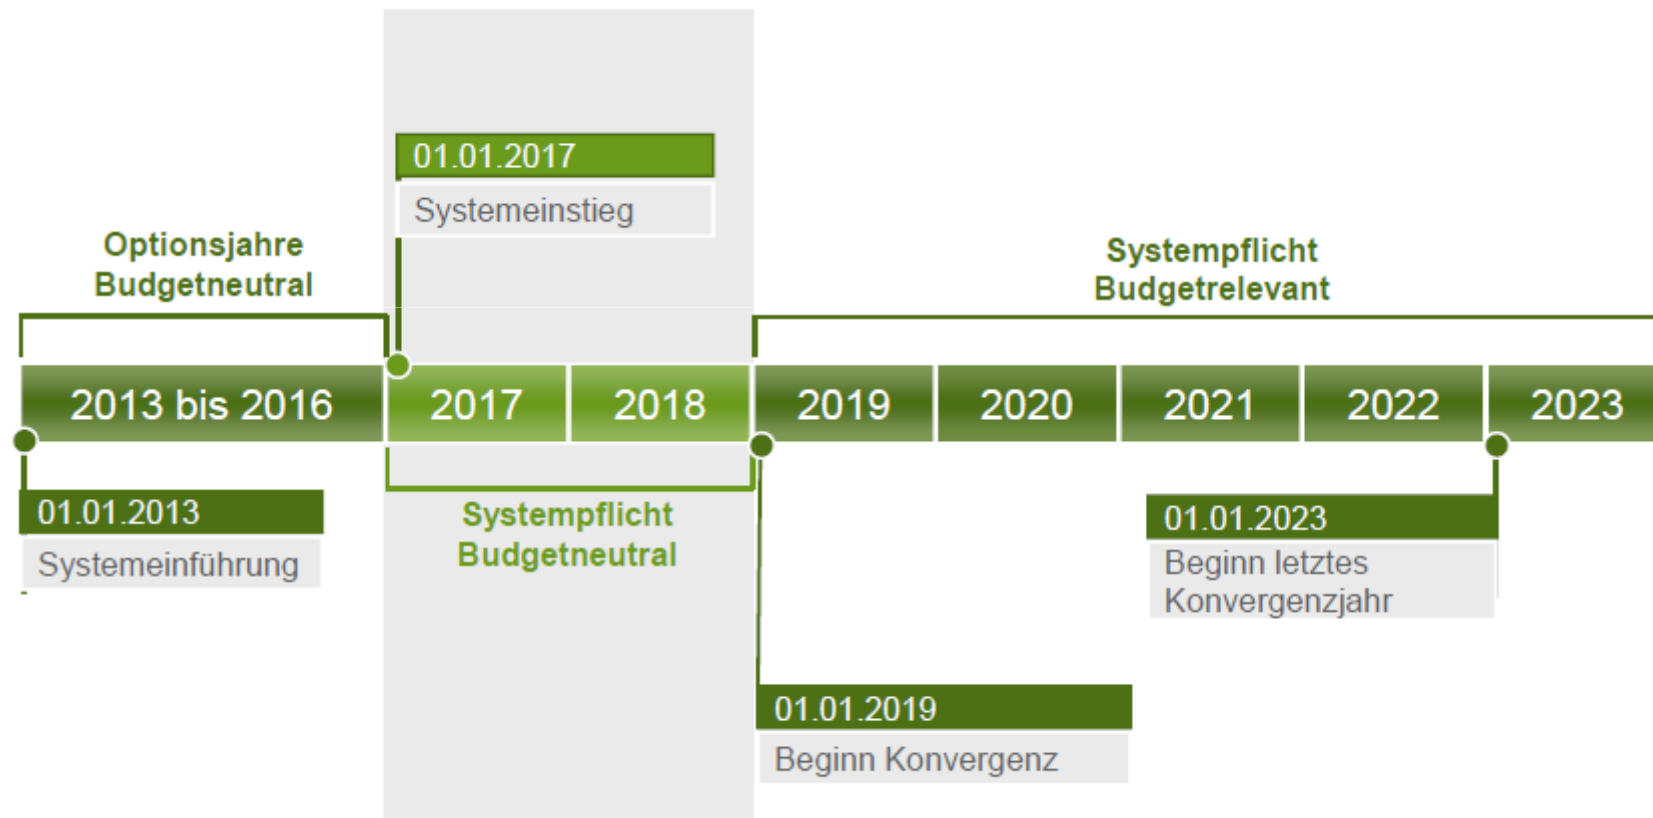 01.01.2017
Systemeinstieg
Optionsjahre
Budgetneutral
Systempflicht
Budgetrelevant
2013 bis 2016
2017
2018
2019
2020
2021
2022
2023
01.01.2013
Systemeinführung
Systempflicht
Budgetneutral
01.01.2023
Beginn letztes
Konvergenzjahr
01.01.2019
Beginn Konvergenz